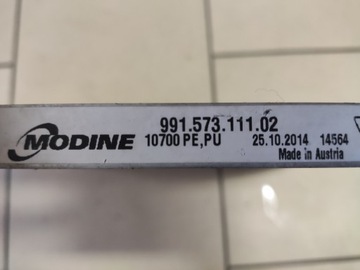 MODINE
991.573.111.02
10700 PE,PU 25.10.2014 14564
Made in Austria